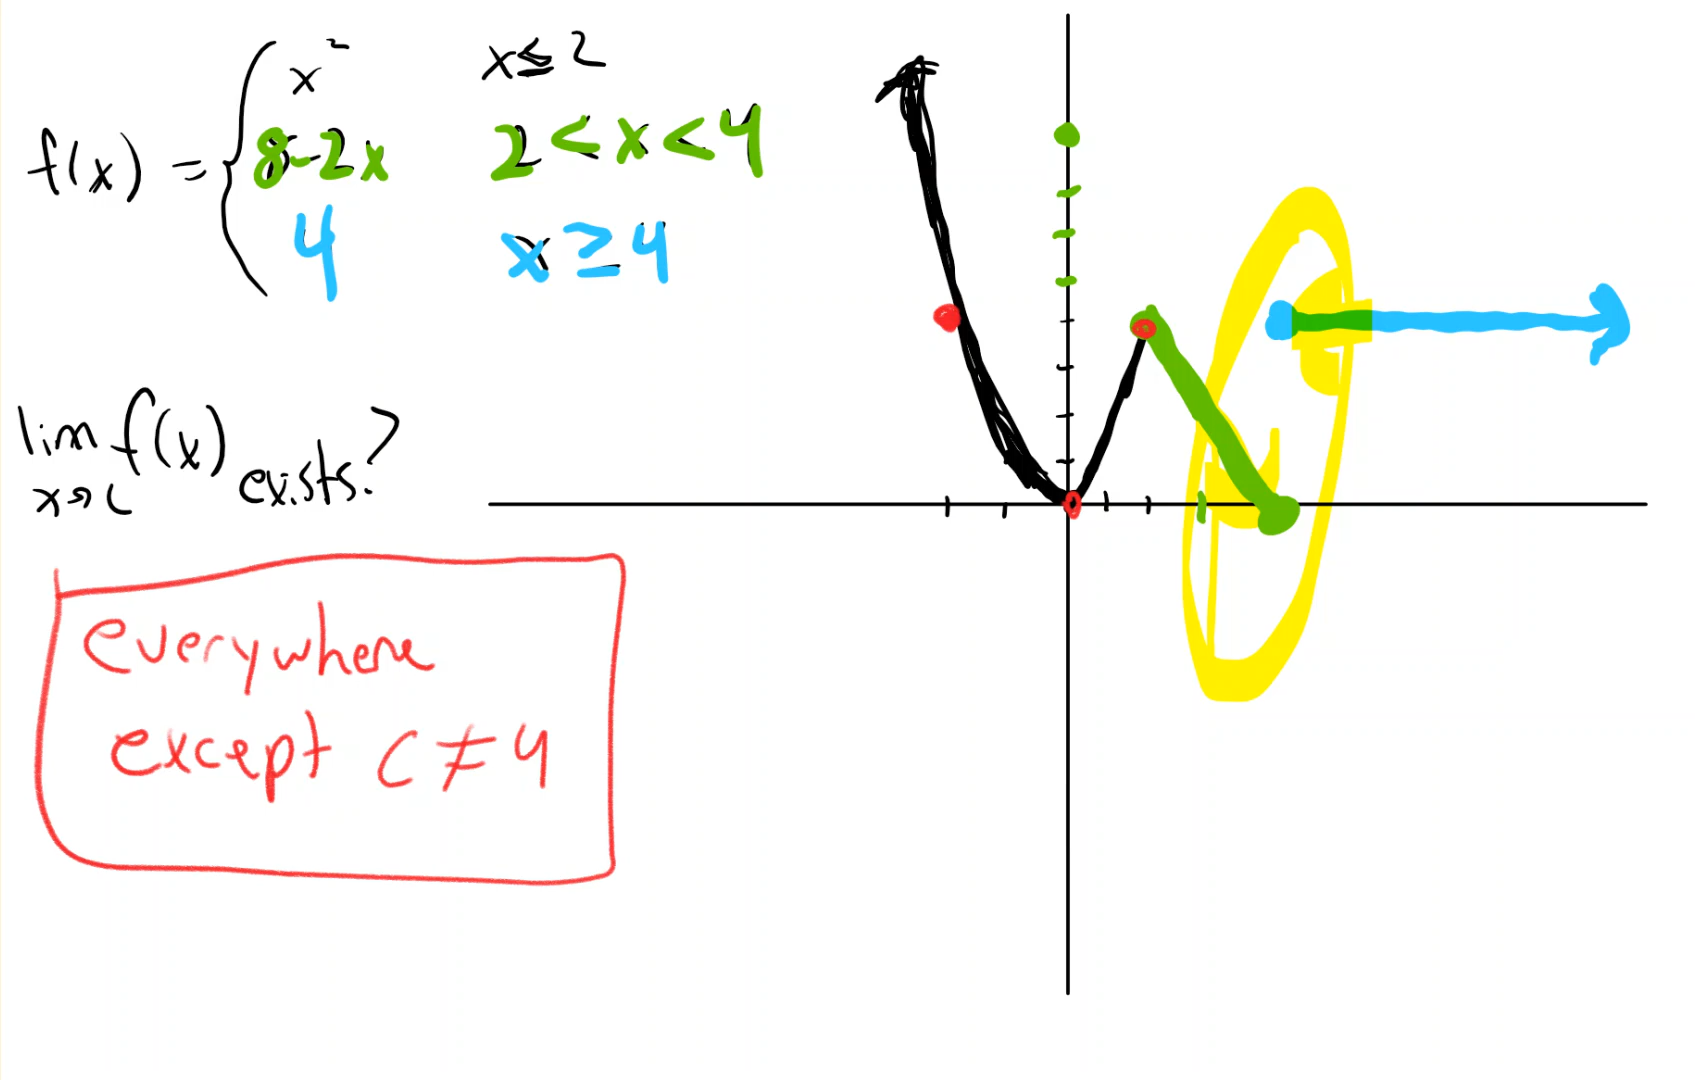 f(x) = { x² x ≤ 2
8-2x 2 < x < 4
4 x ≥ 4
lim f(x) exists?
x→c
everywhere
except c ≠ 4